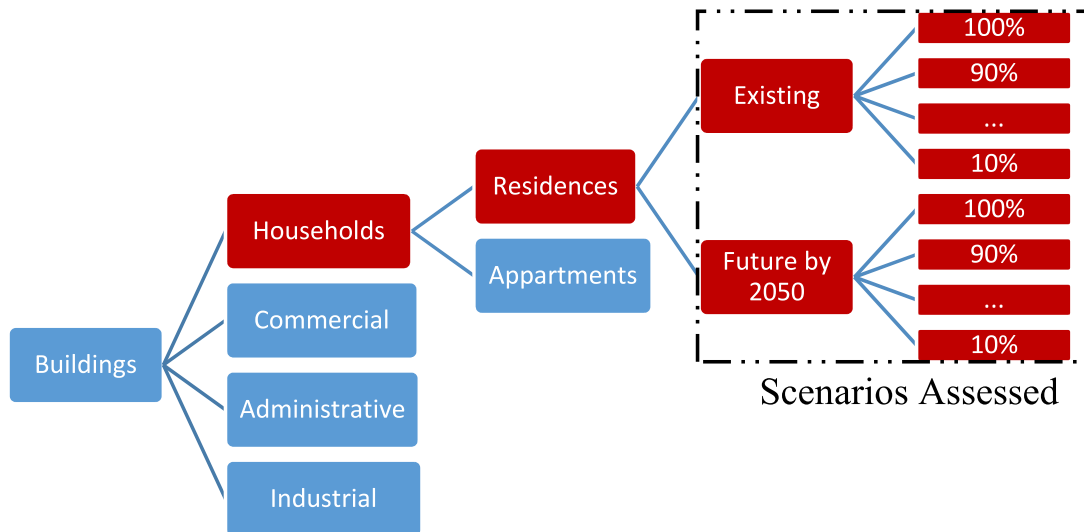 Buildings
Households
Commercial
Administrative
Industrial
Residences
Appartments
Existing
Future by
2050
100%
90%
...
10%
100%
90%
...
10%
Scenarios Assessed